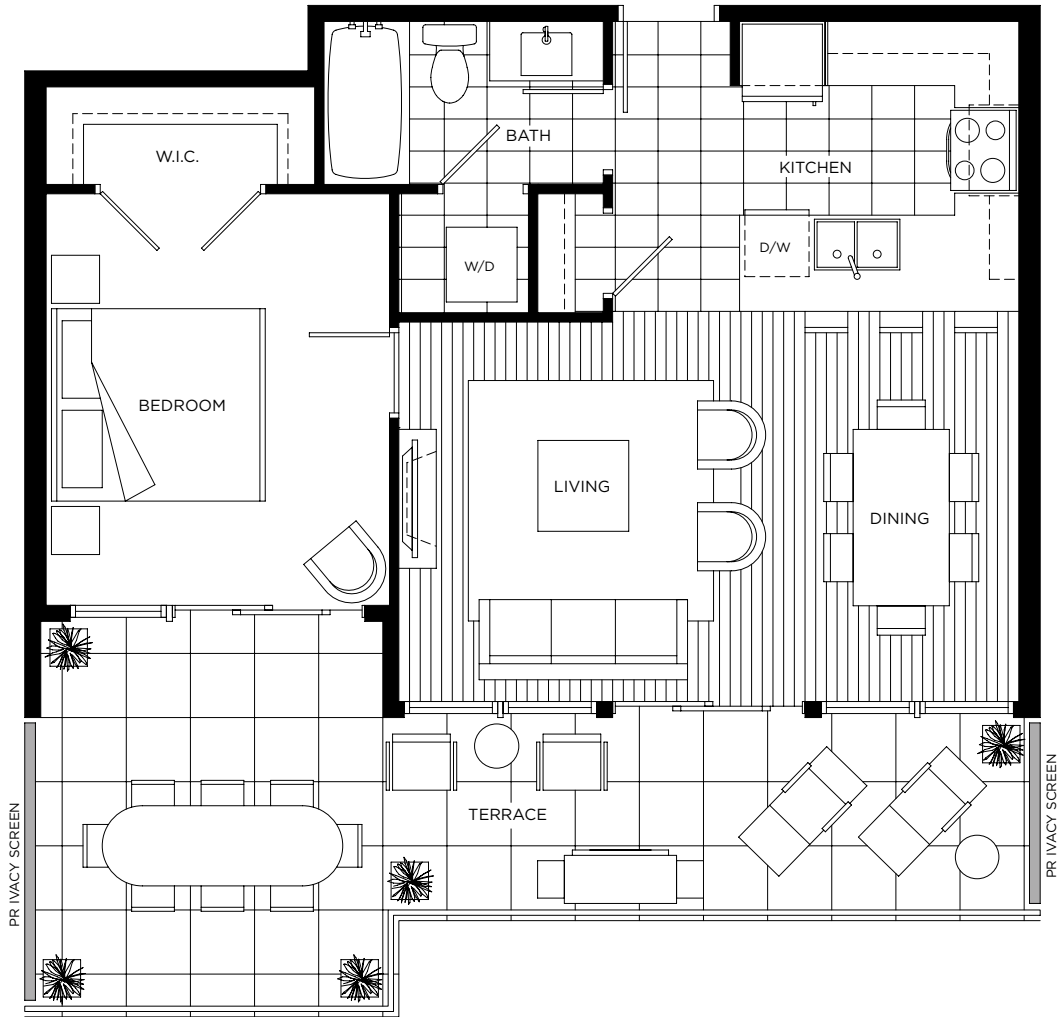 BATH
W.I.C.
KITCHEN
D/W
W/D
BEDROOM
LIVING
DINING
TERRACE
PR IVACY SCREEN
PR IVACY SCREEN